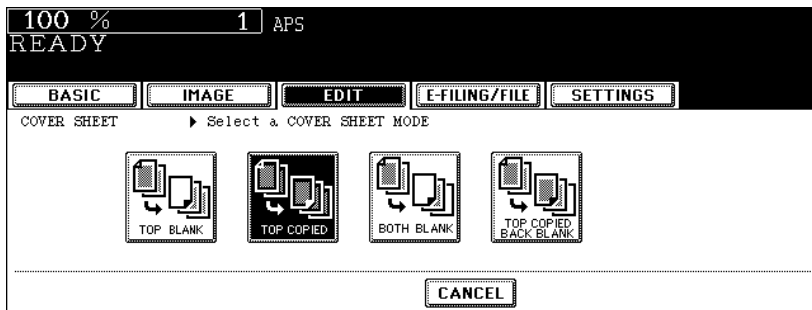 100 % 1 APS
READY
BASIC IMAGE EDIT E-FILING/FILE SETTINGS
COVER SHEET ▶ Select a COVER SHEET MODE
TOP BLANK TOP COPIED BOTH BLANK TOP COPIED BACK BLANK
CANCEL